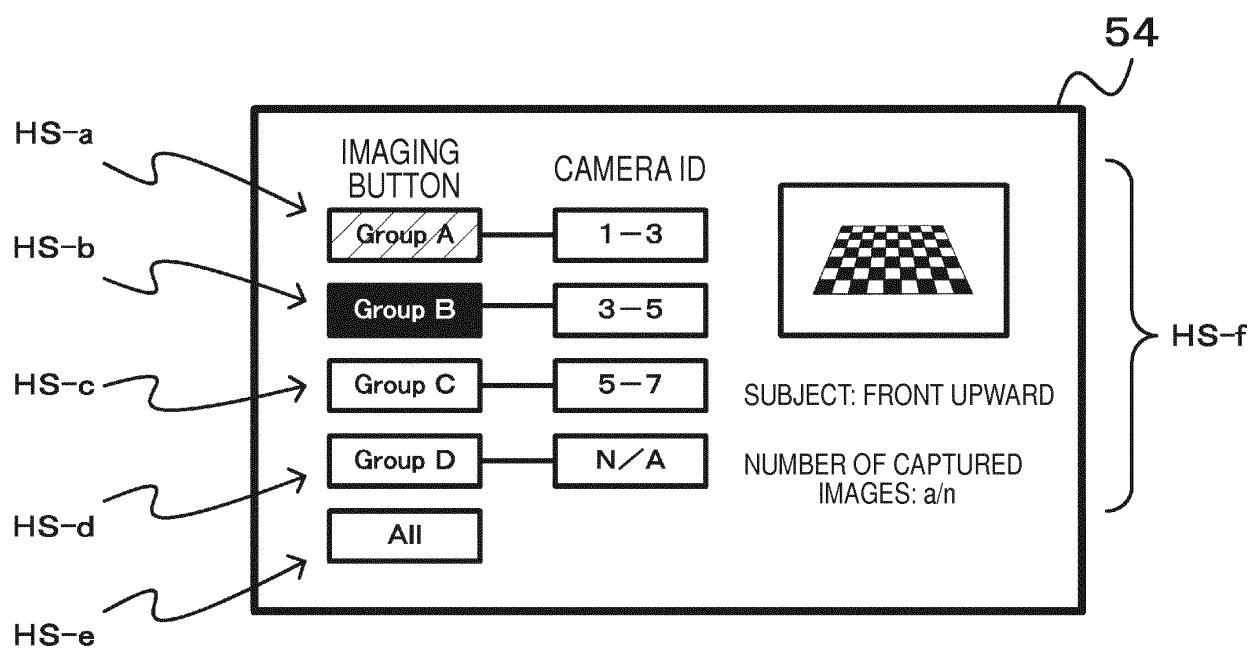 54
HS-a
HS-b
HS-c
HS-d
HS-e
IMAGING
BUTTON
CAMERA ID
Group A
1-3
Group B
3-5
Group C
5-7
Group D
N/A
All
SUBJECT: FRONT UPWARD
NUMBER OF CAPTURED
IMAGES: a/n
HS-f